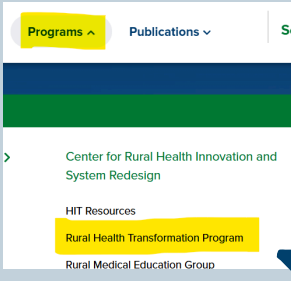 Programs Publications
Center for Rural Health Innovation and
System Redesign
HIT Resources
Rural Health Transformation Program
Rural Medical Education Group